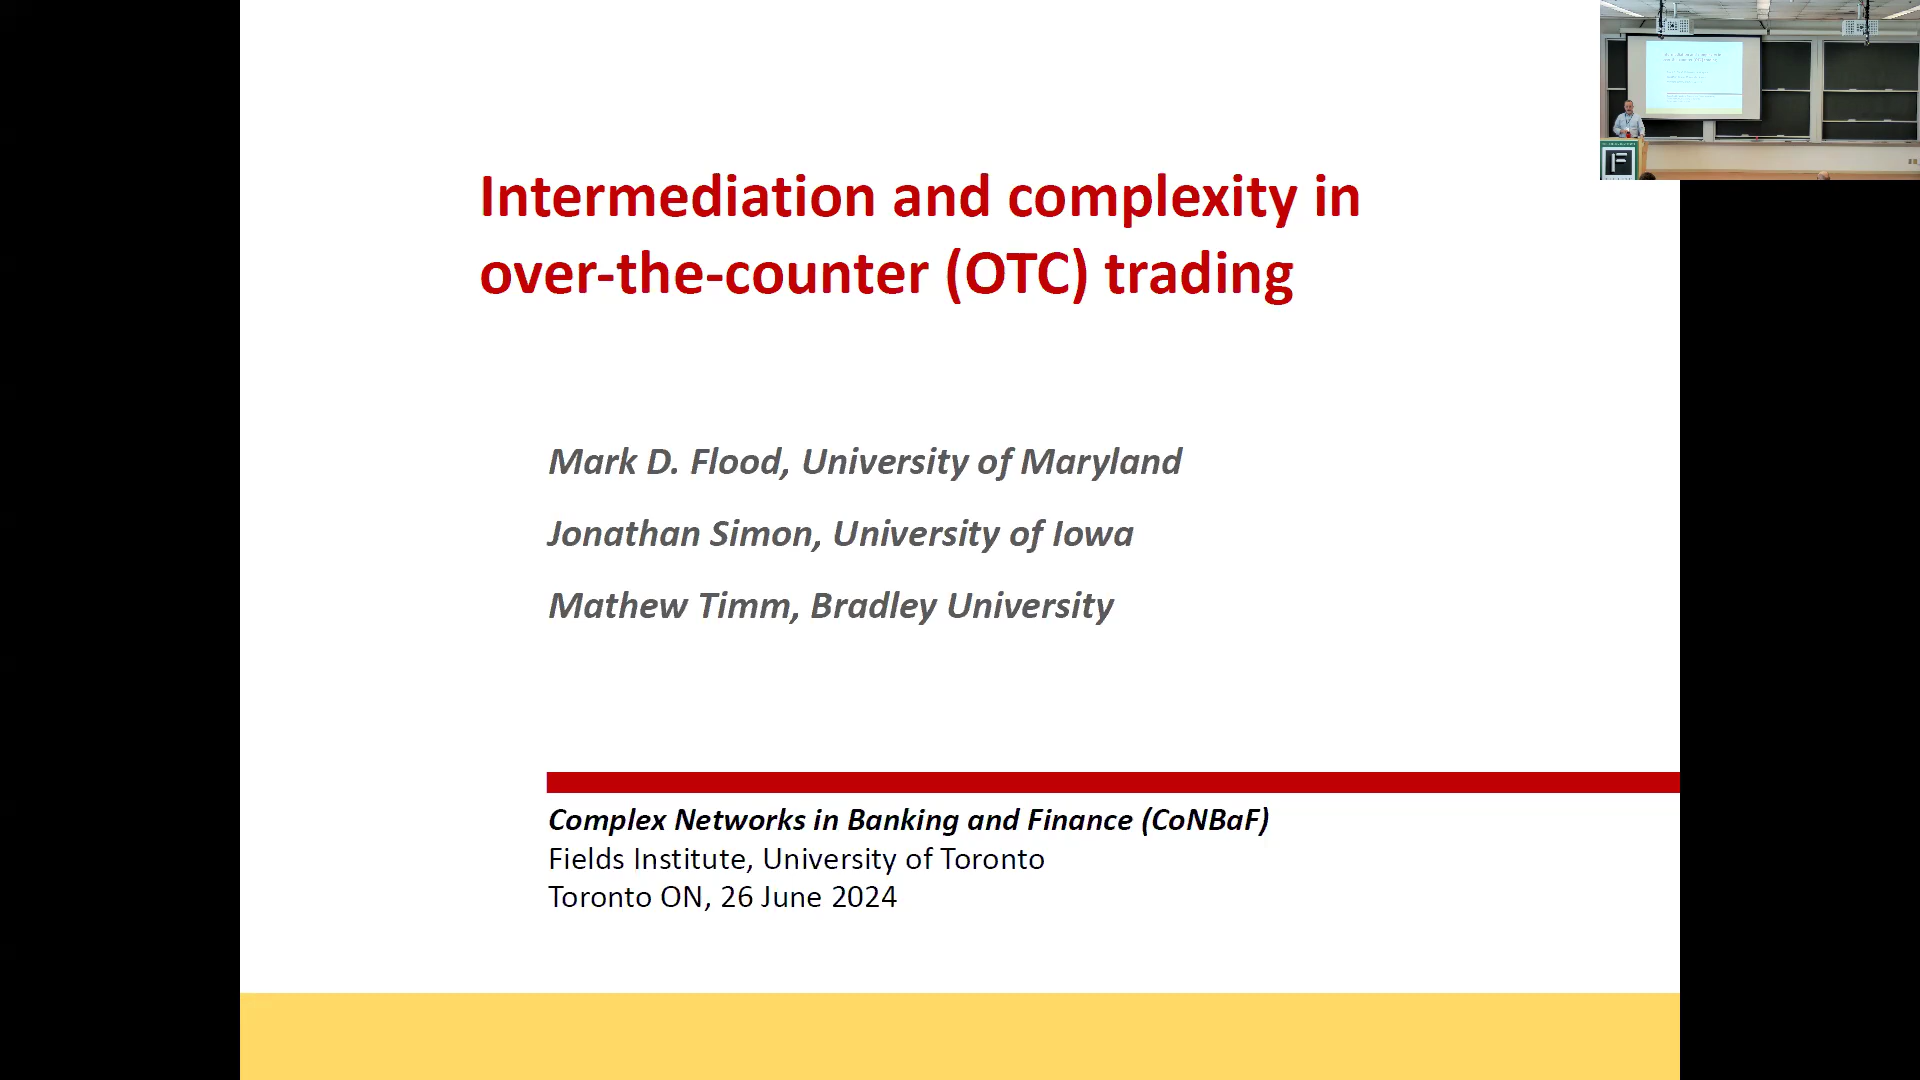 Intermediation and complexity in
over-the-counter (OTC) trading
Mark D. Flood, University of Maryland
Jonathan Simon, University of Iowa
Mathew Timm, Bradley University
Complex Networks in Banking and Finance (CoNBaF)
Fields Institute, University of Toronto
Toronto ON, 26 June 2024
F